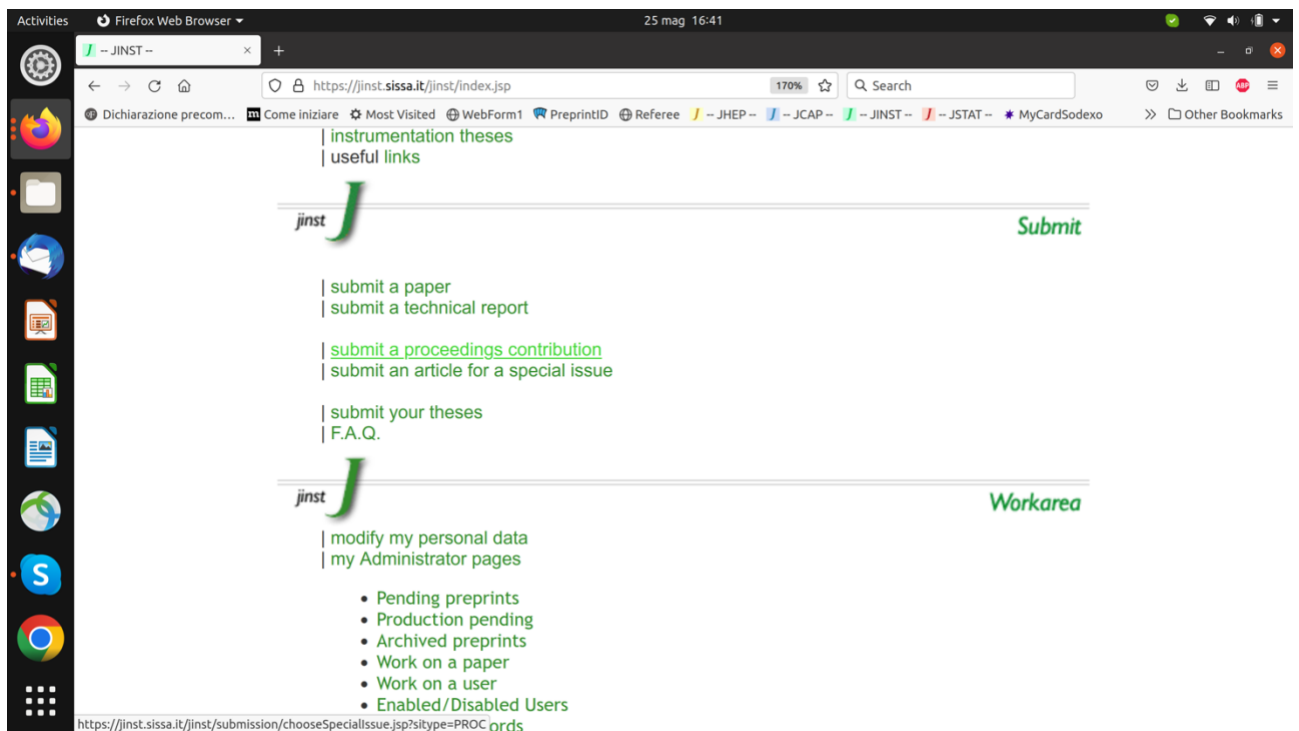 Activities Firefox Web Browser 25 mag 16:41
J -- JINST -- × +
https://jinst.sissa.it/jinst/index.jsp 170% Search
Dichiarazione precom... m Come iniziare Most Visited WebForm1 PreprintID Referee J -- JHEP -- J -- JCAP -- J -- JINST -- J -- JSTAT -- MyCardSodexo >> Other Bookmarks
| instrumentation theses
| useful links
jinst J Submit
| submit a paper
| submit a technical report
| submit a proceedings contribution
| submit an article for a special issue
| submit your theses
| F.A.Q.
jinst J Workarea
| modify my personal data
| my Administrator pages
• Pending preprints
• Production pending
• Archived preprints
• Work on a paper
• Work on a user
• Enabled/Disabled Users
https://jinst.sissa.it/jinst/submission/chooseSpecialIssue.jsp?sitype=PROC ords